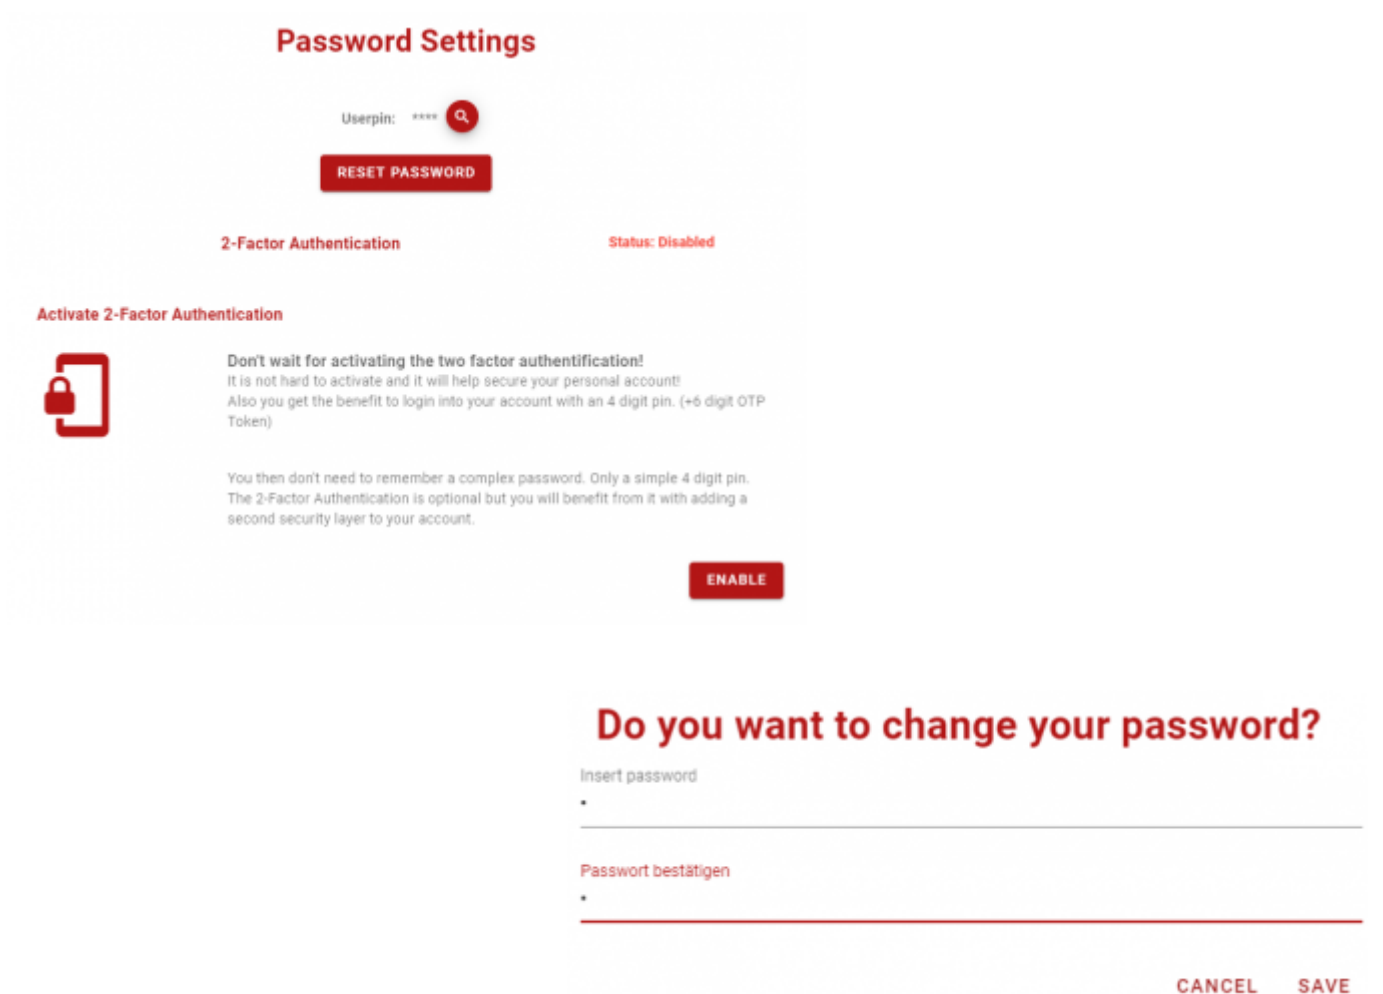 Password Settings
Userpin: ****
RESET PASSWORD
2-Factor Authentication
Status: Disabled
Activate 2-Factor Authentication
Don't wait for activating the two factor authentification!
It is not hard to activate and it will help secure your personal account!
Also you get the benefit to login into your account with an 4 digit pin. (+6 digit OTP
Token)
You then don't need to remember a complex password. Only a simple 4 digit pin.
The 2-Factor Authentication is optional but you will benefit from it with adding a
second security layer to your account.
ENABLE
Do you want to change your password?
Insert password
•
Passwort bestätigen
•
CANCEL SAVE